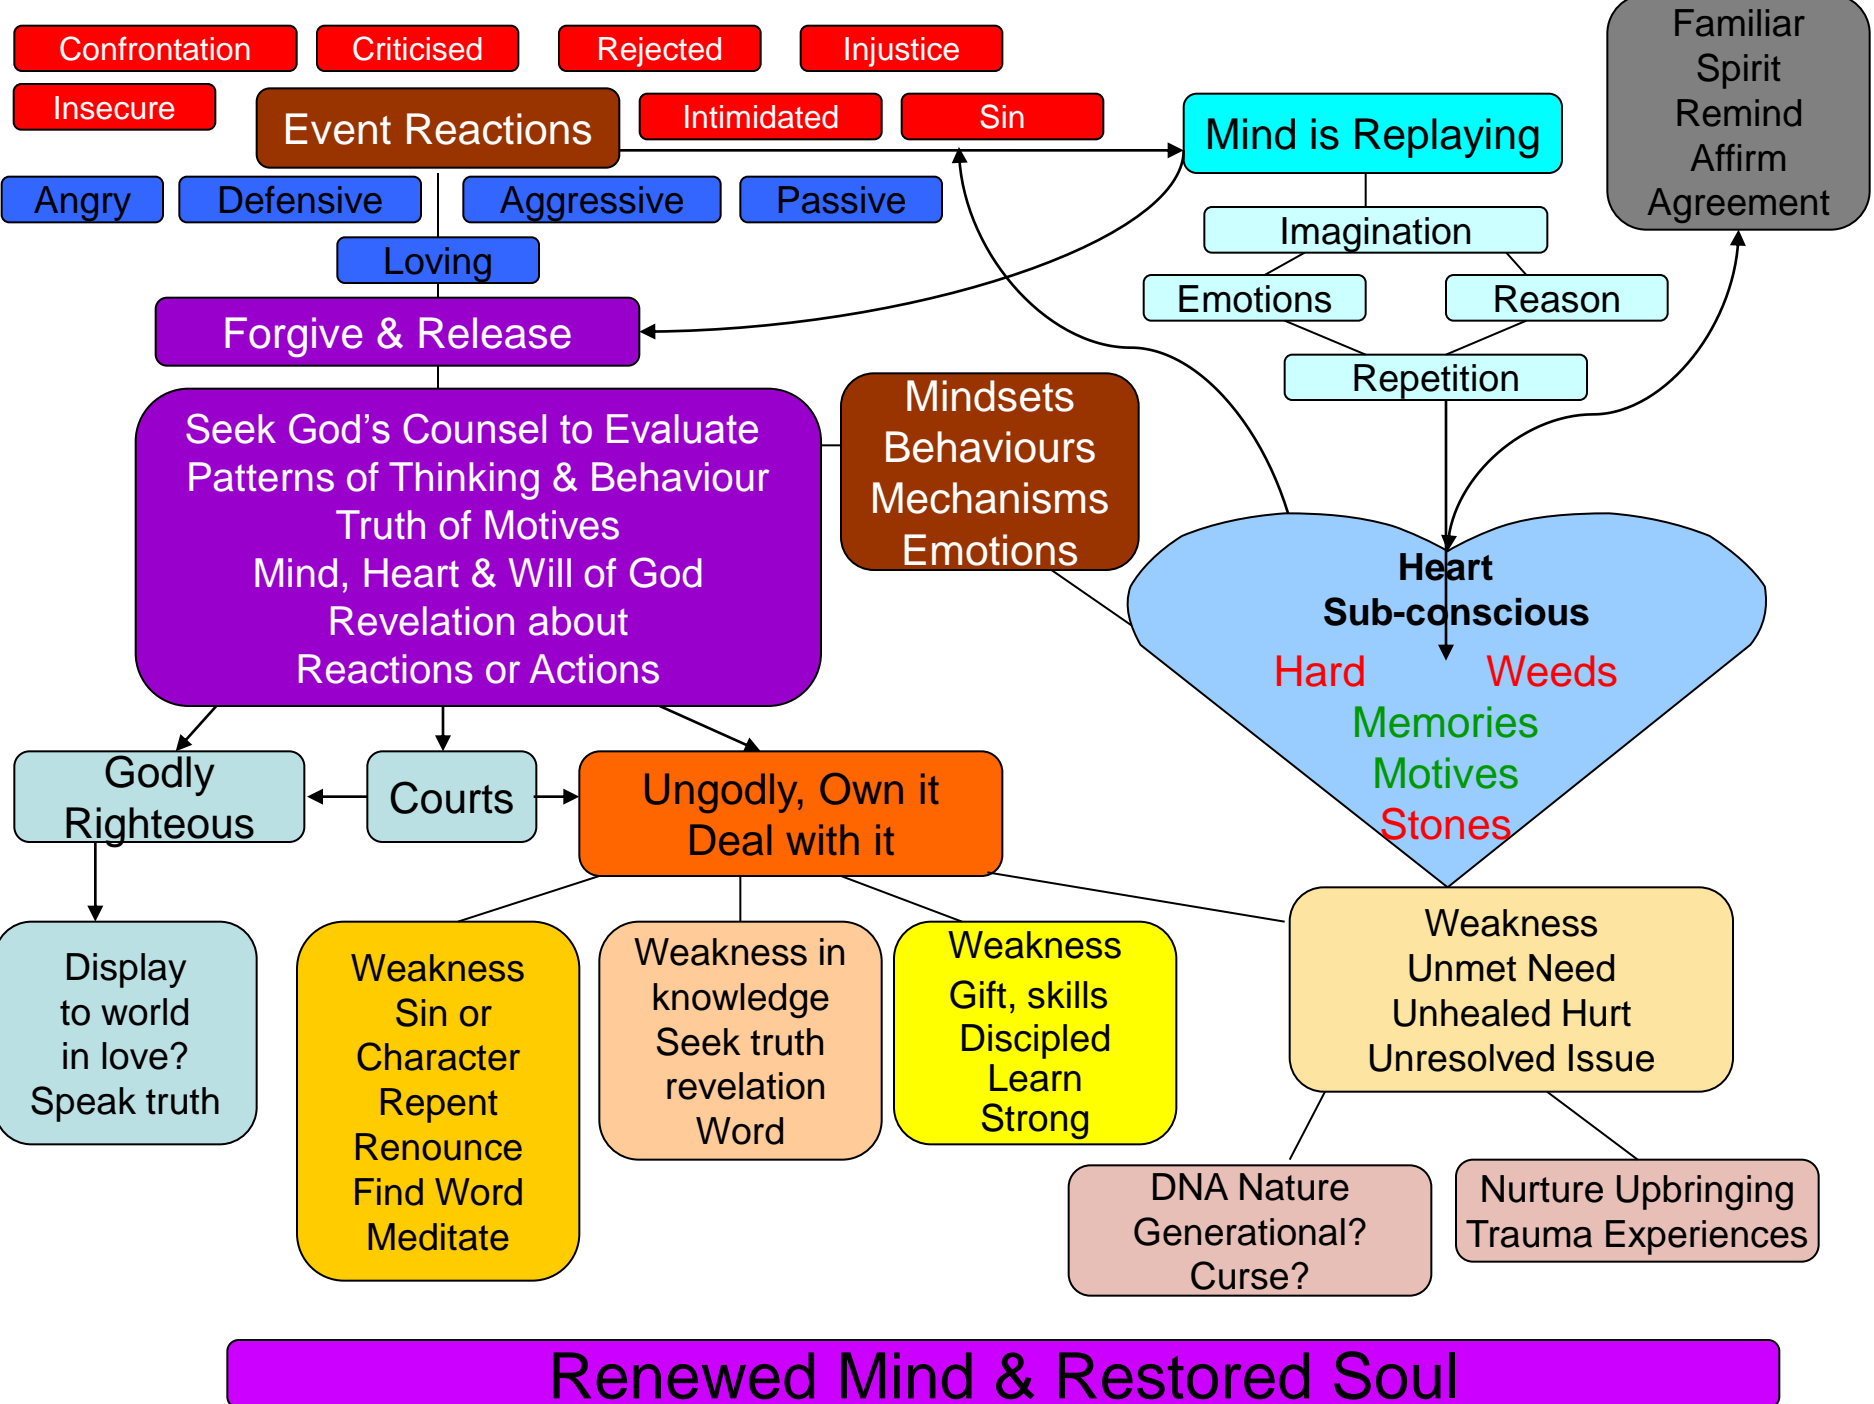 Confrontation
Criticised
Rejected
Injustice
Insecure
Event Reactions
Intimidated
Sin
Mind is Replaying
Familiar
Spirit
Remind
Affirm
Agreement
Angry
Defensive
Aggressive
Passive
Loving
Imagination
Emotions
Reason
Repetition
Forgive & Release
Seek God's Counsel to Evaluate
Patterns of Thinking & Behaviour
Truth of Motives
Mind, Heart & Will of God
Revelation about
Reactions or Actions
Mindsets
Behaviours
Mechanisms
Emotions
Heart
Sub-conscious
Hard
Weeds
Memories
Motives
Stones
Godly
Righteous
Courts
Ungodly, Own it
Deal with it
Display
to world
in love?
Speak truth
Weakness
Sin or
Character
Repent
Renounce
Find Word
Meditate
Weakness in
knowledge
Seek truth
revelation
Word
Weakness
Gift, skills
Discipled
Learn
Strong
Weakness
Unmet Need
Unhealed Hurt
Unresolved Issue
DNA Nature
Generational?
Curse?
Nurture Upbringing
Trauma Experiences
Renewed Mind & Restored Soul